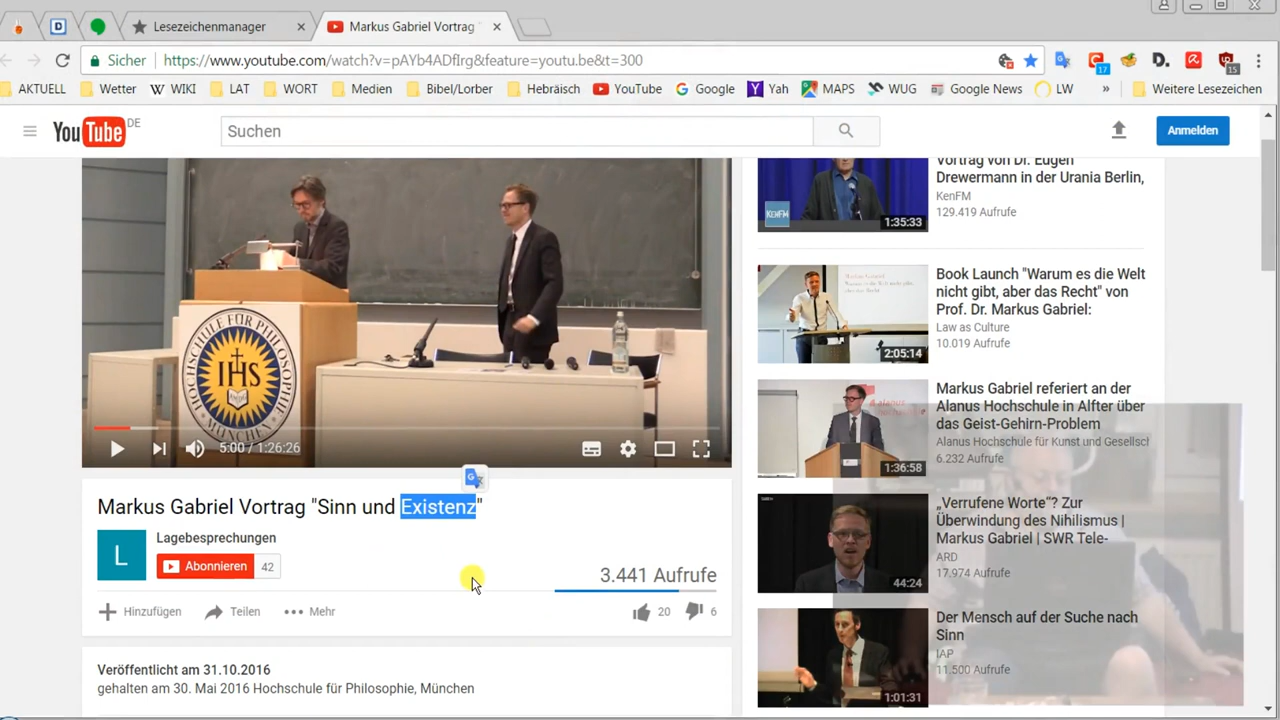 Lesezeichenmanager
Markus Gabriel Vortrag "
Sicher
https://www.youtube.com/watch?v=pAYb4ADfIrg&feature=youtu.be&t=300
17
15
AKTUELL
Wetter
WIKI
LAT
WORT
Medien
Bibel/Lorber
Hebräisch
YouTube
Google
Yah
MAPS
WUG
Google News
LW
»
Weitere Lesezeichen
YouTube DE
Suchen
Anmelden
HOCHSCHULE FÜR PHILOSOPHIE
MÜNCHEN
IHS
5:00 / 1:26:26
Markus Gabriel Vortrag "Sinn und Existenz"
L
Lagebesprechungen
Abonnieren
42
3.441 Aufrufe
Hinzufügen
Teilen
Mehr
20
6
Veröffentlicht am 31.10.2016
gehalten am 30. Mai 2016 Hochschule für Philosophie, München
Vortrag von Dr. Eugen
Drewermann in der Urania Berlin,
KenFM
129.419 Aufrufe
KENFM
1:35:33
Book Launch "Warum es die Welt
nicht gibt, aber das Recht" von
Prof. Dr. Markus Gabriel:
Law as Culture
10.019 Aufrufe
2:05:14
Markus Gabriel referiert an der
Alanus Hochschule in Alfter über
das Geist-Gehirn-Problem
Alanus Hochschule für Kunst und Gesellsch
6.232 Aufrufe
1:36:58
„Verrufene Worte“? Zur
Überwindung des Nihilismus |
Markus Gabriel | SWR Tele-
ARD
17.974 Aufrufe
44:24
Der Mensch auf der Suche nach
Sinn
IAP
11.500 Aufrufe
1:01:31